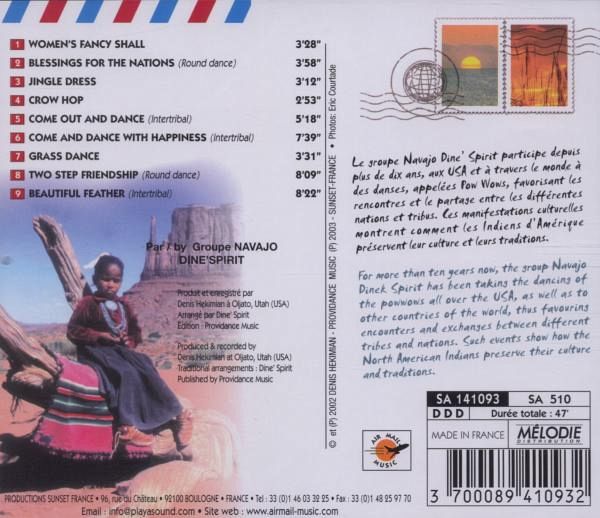 1 WOMEN'S FANCY SHALL 3'28"
2 BLESSINGS FOR THE NATIONS (Round dance) 3'58"
3 JINGLE DRESS 3'12"
4 CROW HOP 2'53"
5 COME OUT AND DANCE (Intertribal) 5'18"
6 COME AND DANCE WITH HAPPINESS (Intertribal) 7'39"
7 GRASS DANCE 3'31"
8 TWO STEP FRIENDSHIP (Round dance) 8'09"
9 BEAUTIFUL FEATHER (Intertribal) 8'22"
Par / by Groupe NAVAJO
DINE'SPIRIT
Produit et enregistré par
Denis Hékimian à Oljato, Utah (USA)
Arrangé par Dine' Spirit
Edition : Providance Music
Produced & recorded by
Denis Hekimian at Oljato, Utah (USA)
Traditional arrangements : Dine' Spirit
Published by Providance Music
© et (P) 2002 DENIS HEKIMIAN - PROVIDANCE MUSIC (P) 2003 - SUNSET-FRANCE • Photos: Eric Courtade
Le groupe Navajo Dine' Spirit participe depuis
plus de dix ans, aux USA et à travers le monde à
des danses, appelées Pow Wows, favorisant les
rencontres et le partage entre les différentes
nations et tribus. Ces manifestations culturelles
montrent comment les Indiens d'Amérique
préservent leur culture et leurs traditions.
For more than ten years now, the group Navajo
Dinek Spirit has been taking the dancing of
the powwows all over the USA, as well as to
other countries of the world, thus favouring
encounters and exchanges between different
tribes and nations. Such events show how the
North American Indians preserve their culture
and traditions.
AIR MAIL
MUSIC
SA 141093 SA 510
DDD Durée totale : 47'
MADE IN FRANCE MÉLODIE
DISTRIBUTION
3 700089 410932
PRODUCTIONS SUNSET FRANCE • 96, rue du Château • 92100 BOULOGNE • FRANCE • Tel : 33 (0)1 46 03 32 25 • Fax : 33 (0)1 48 25 97 70
Email : info@playasound.com • Site web : www.airmail-music.com